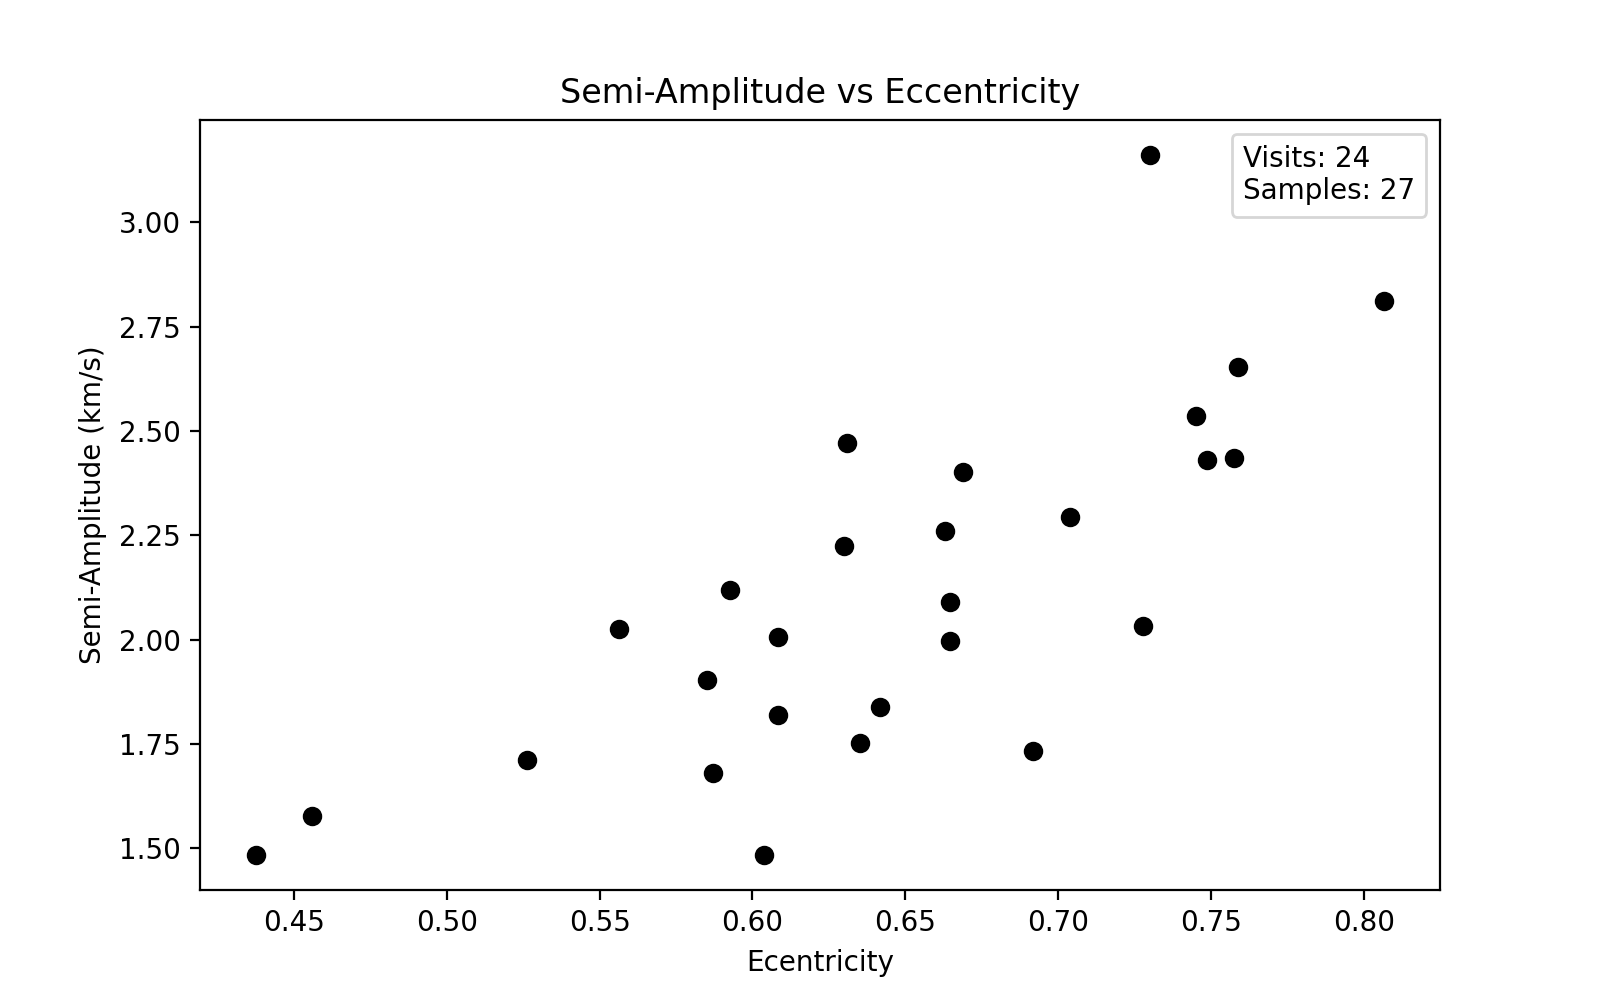 Semi-Amplitude vs Eccentricity
Visits: 24
Samples: 27
Semi-Amplitude (km/s)
3.00
2.75
2.50
2.25
2.00
1.75
1.50
0.45 0.50 0.55 0.60 0.65 0.70 0.75 0.80
Ecentricity